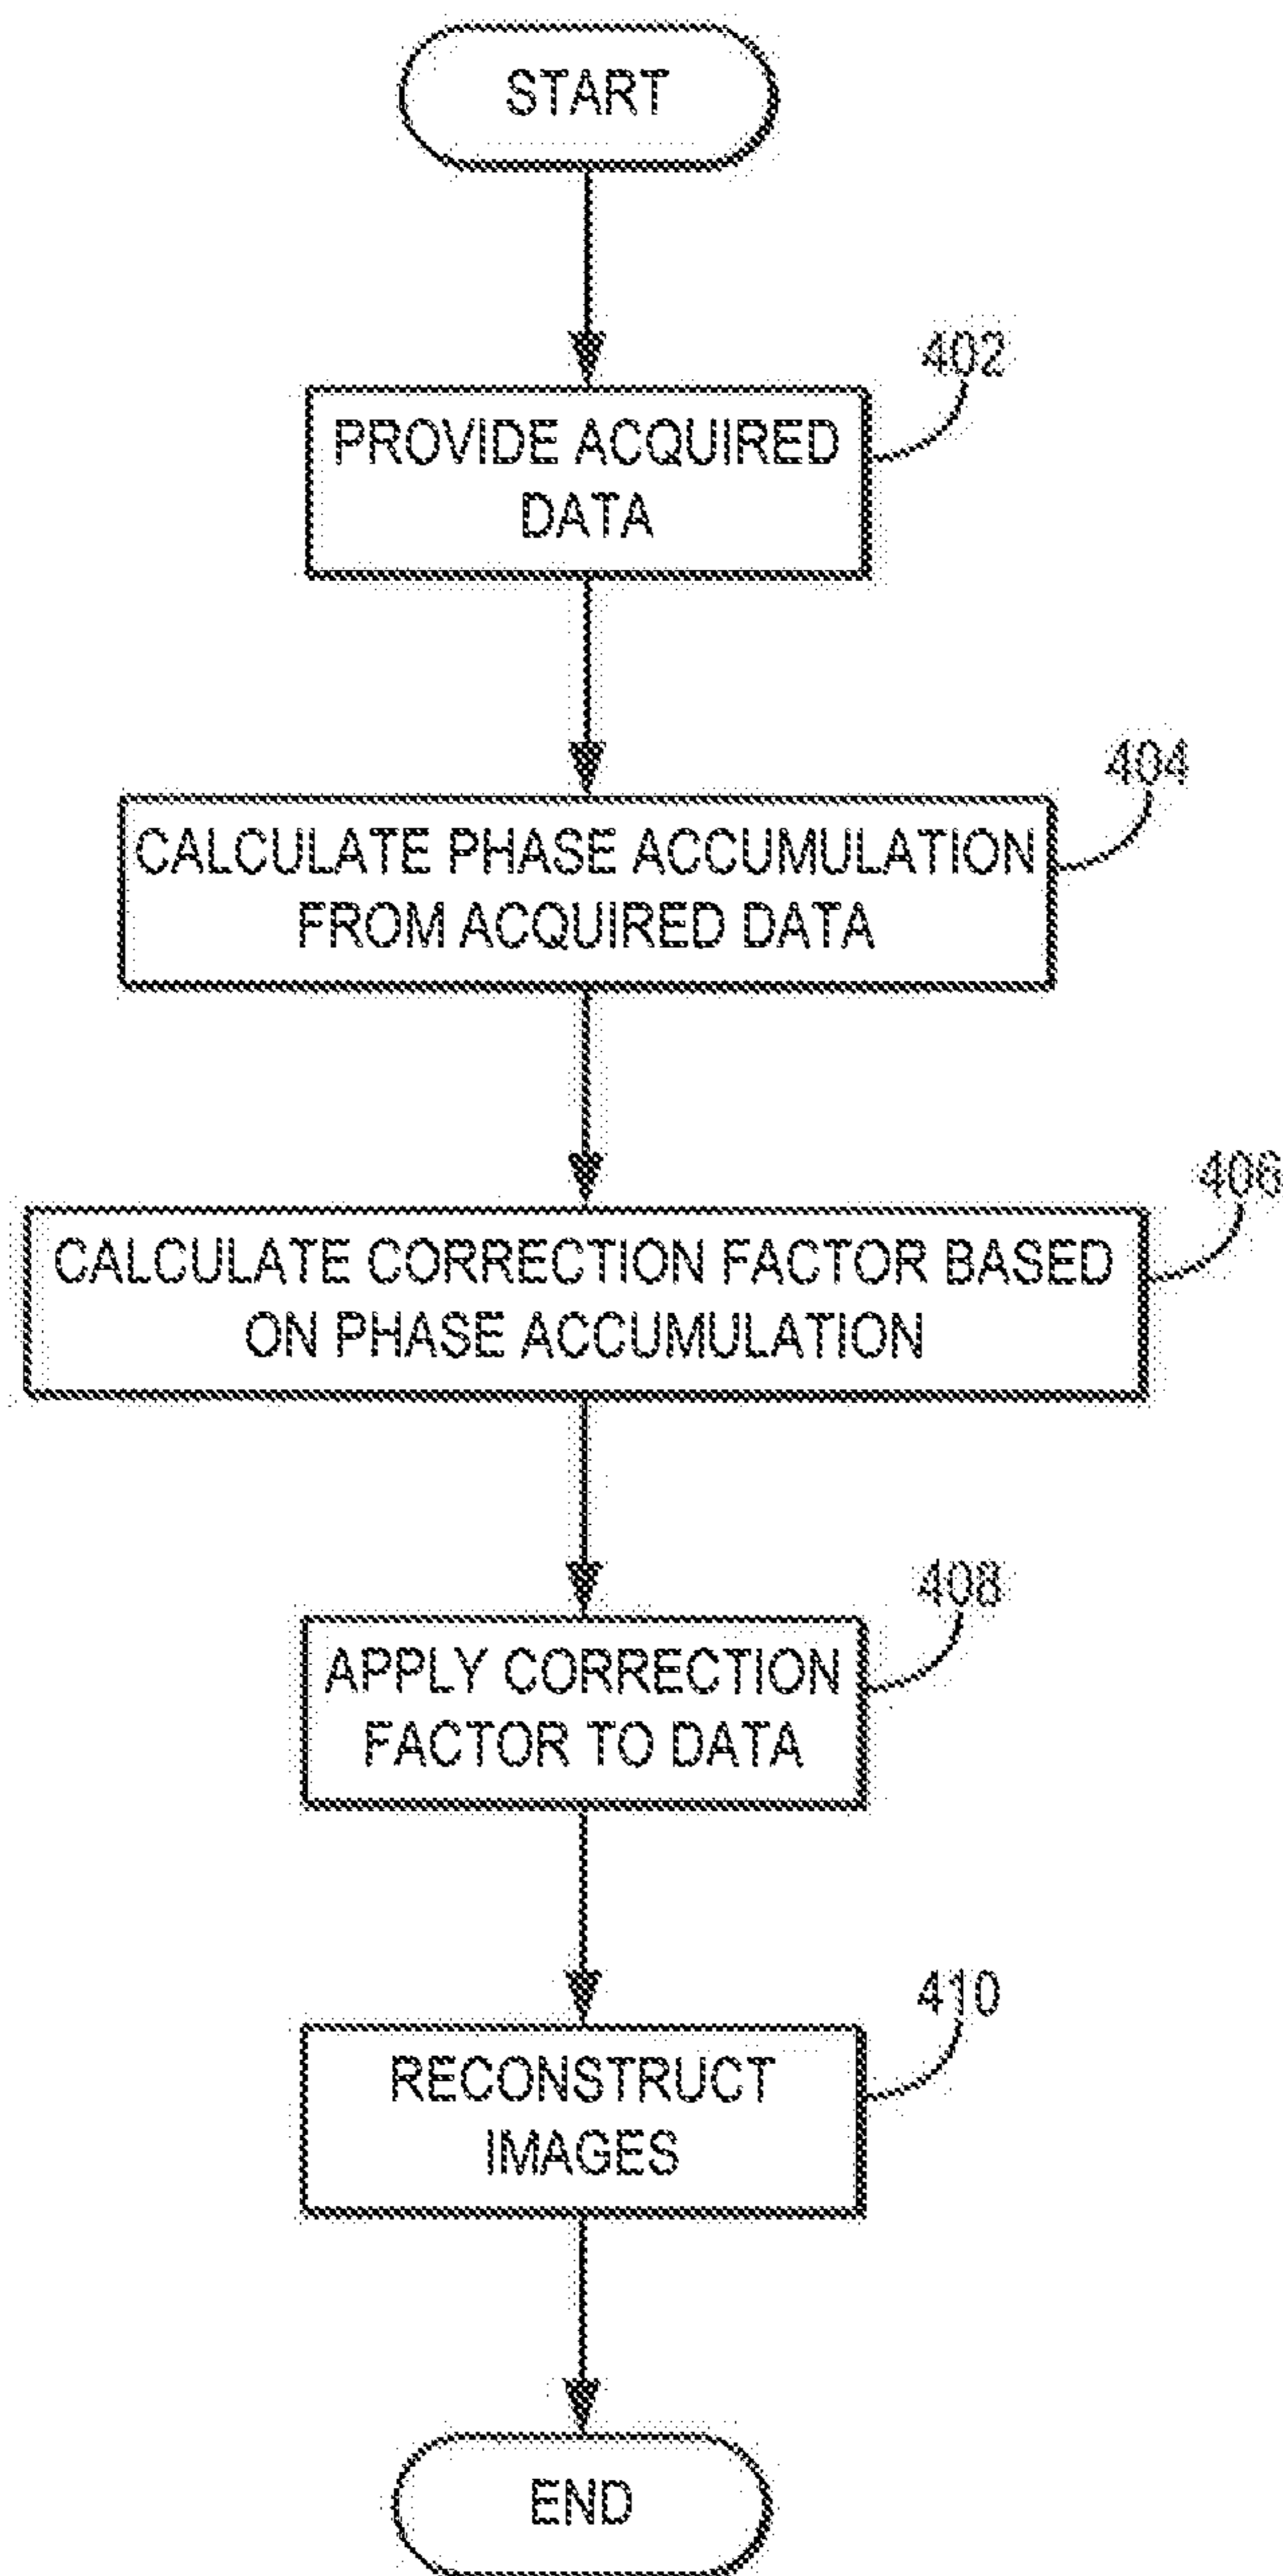 START
402
PROVIDE ACQUIRED
DATA
404
CALCULATE PHASE ACCUMULATION
FROM ACQUIRED DATA
406
CALCULATE CORRECTION FACTOR BASED
ON PHASE ACCUMULATION
408
APPLY CORRECTION
FACTOR TO DATA
410
RECONSTRUCT
IMAGES
END